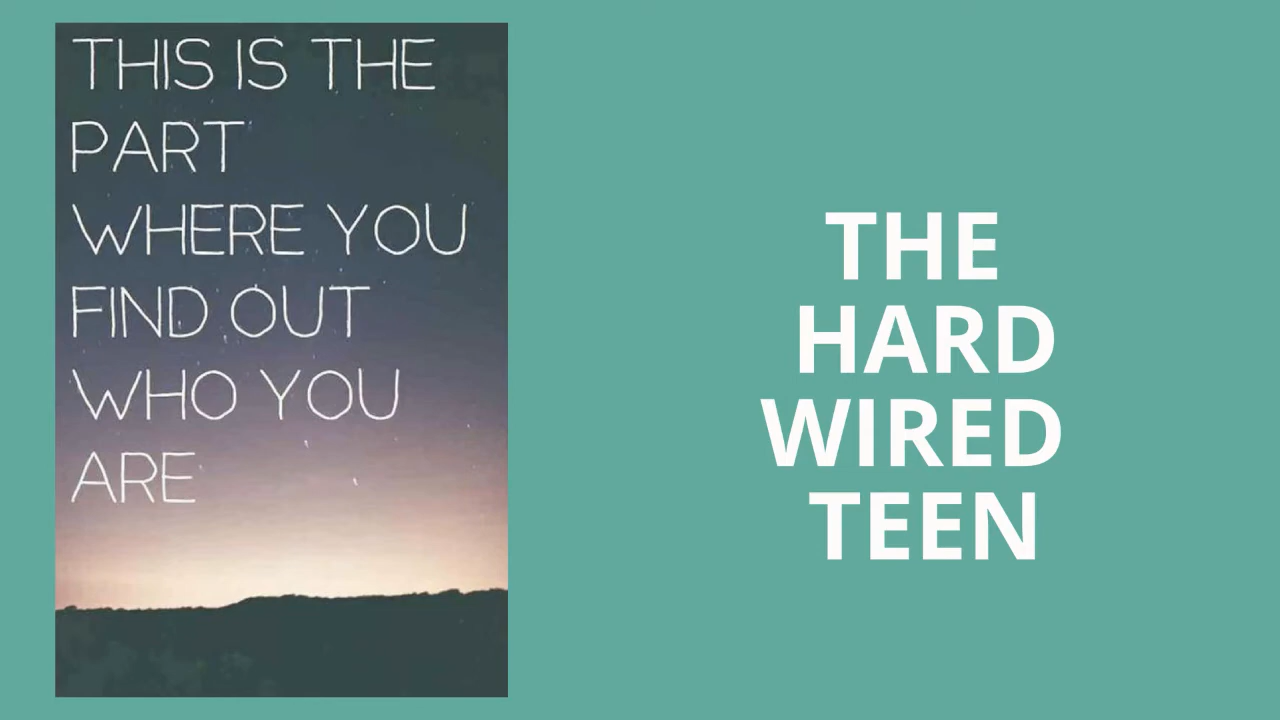 THIS IS THE
PART
WHERE YOU
FIND OUT
WHO YOU
ARE
THE
HARD
WIRED
TEEN